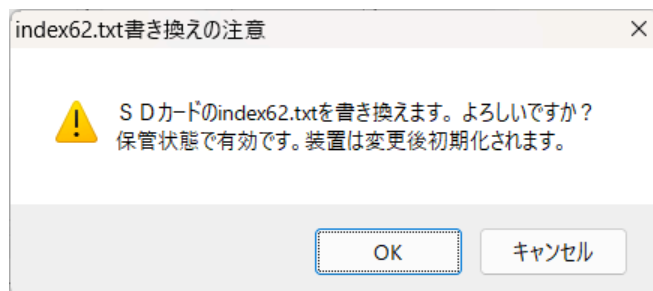 index62.txt書き換えの注意
ＳＤカードのindex62.txtを書き換えます。よろしいですか？
保管状態で有効です。装置は変更後初期化されます。
OK
キャンセル